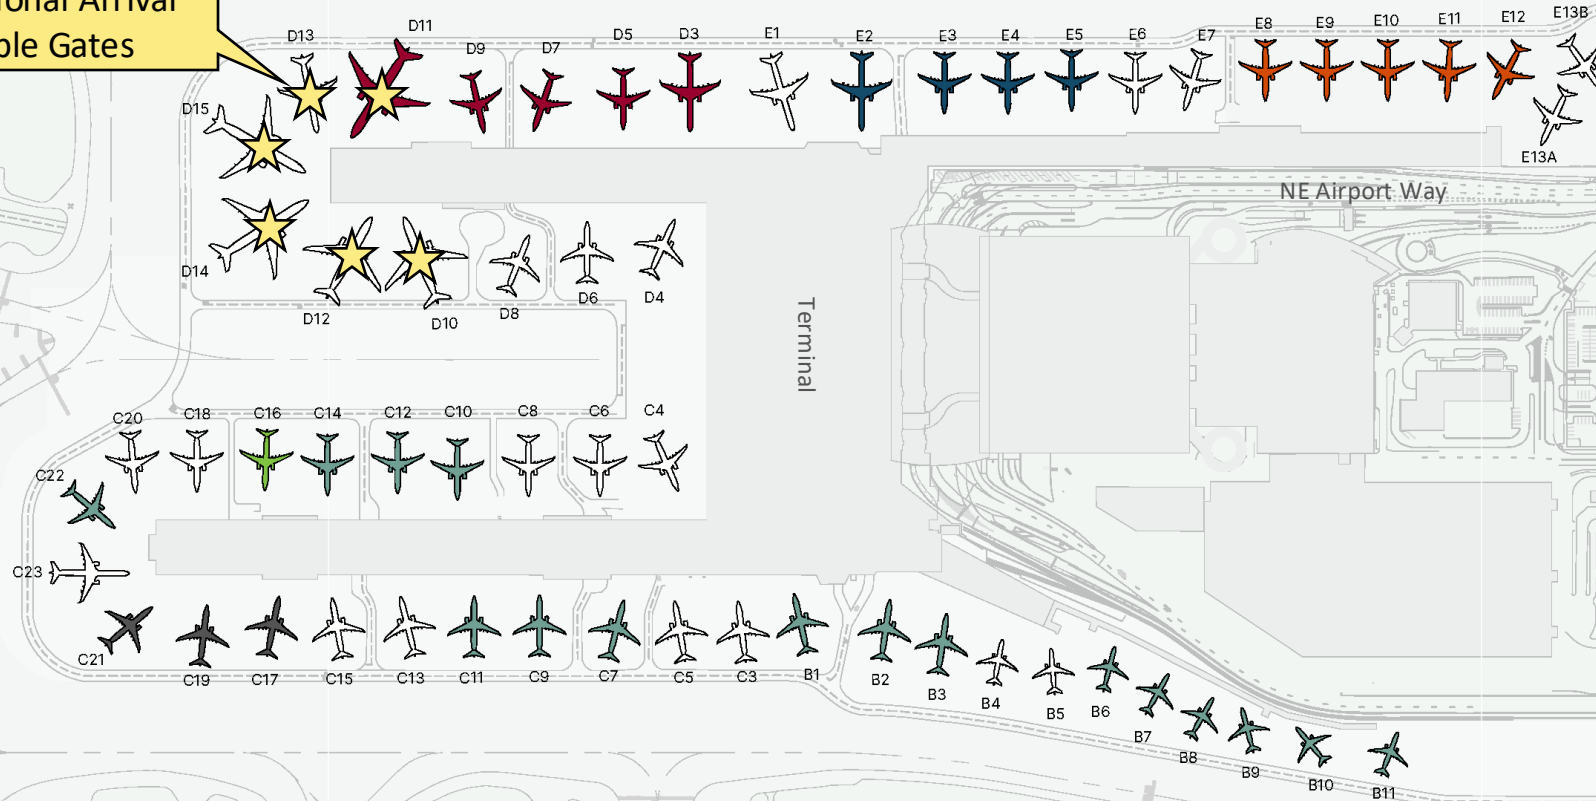 ional Arrival
ble Gates
D13
D11
D9
D7
D5
D3
E1
E2
E3
E4
E5
E6
E7
E8
E9
E10
E11
E12
E13B
D15
E13A
NE Airport Way
D14
D12
D10
D8
D6
D4
Terminal
C20
C18
C16
C14
C12
C10
C8
C6
C4
C22
C23
C21
C19
C17
C15
C13
C11
C9
C7
C5
C3
B1
B2
B3
B4
B5
B6
B7
B8
B9
B10
B11